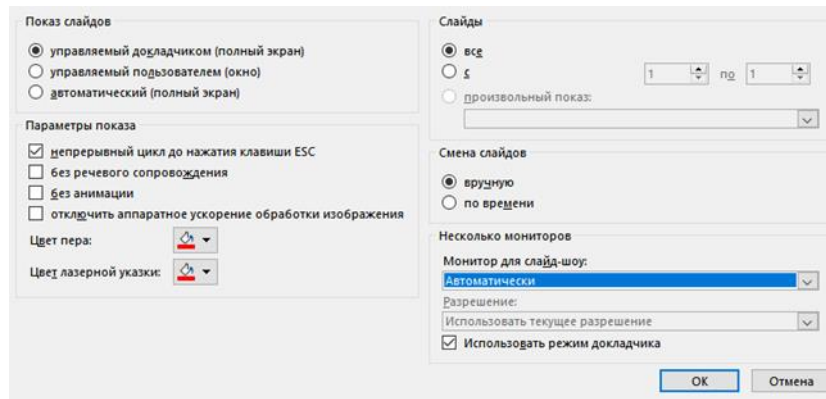 Показ слайдов
управляемый докладчиком (полный экран)
управляемый пользователем (окно)
автоматический (полный экран)
Параметры показа
непрерывный цикл до нажатия клавиши ESC
без речевого сопровождения
без анимации
отключить аппаратное ускорение обработки изображения
Цвет пера:
Цвет лазерной указки:
Слайды
все
с 1 по 1
произвольный показ:
Смена слайдов
вручную
по времени
Несколько мониторов
Монитор для слайд-шоу:
Автоматически
Разрешение:
Использовать текущее разрешение
Использовать режим докладчика
ОК Отмена